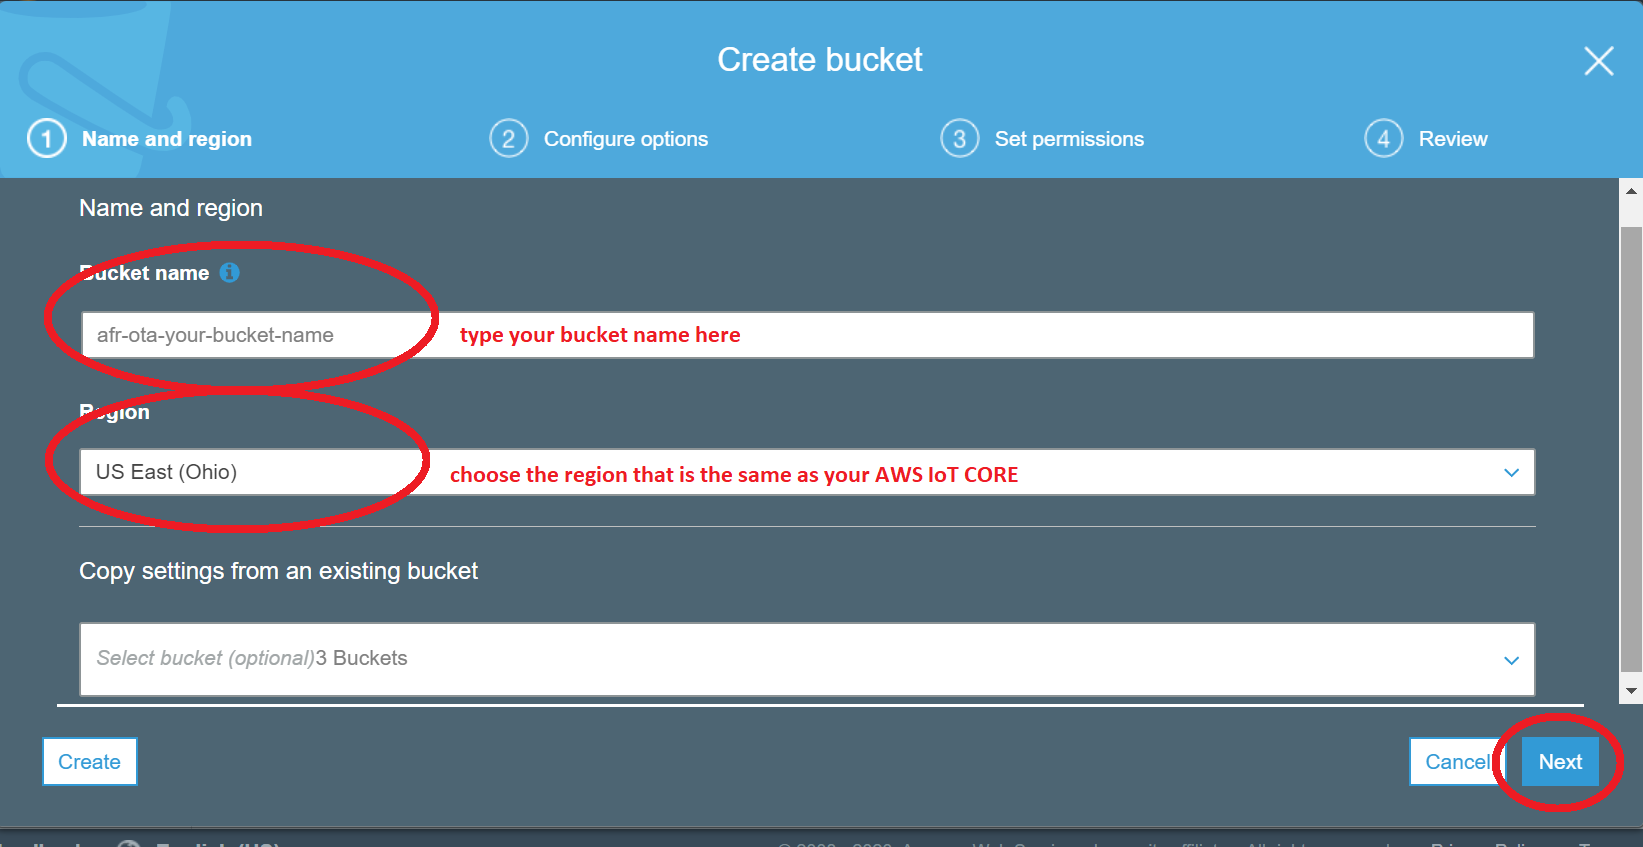 Create bucket
1 Name and region
2 Configure options
3 Set permissions
4 Review
Name and region
Bucket name i
afr-ota-your-bucket-name type your bucket name here
Region
US East (Ohio) choose the region that is the same as your AWS IoT CORE
Copy settings from an existing bucket
Select bucket (optional)3 Buckets
Create Cancel Next